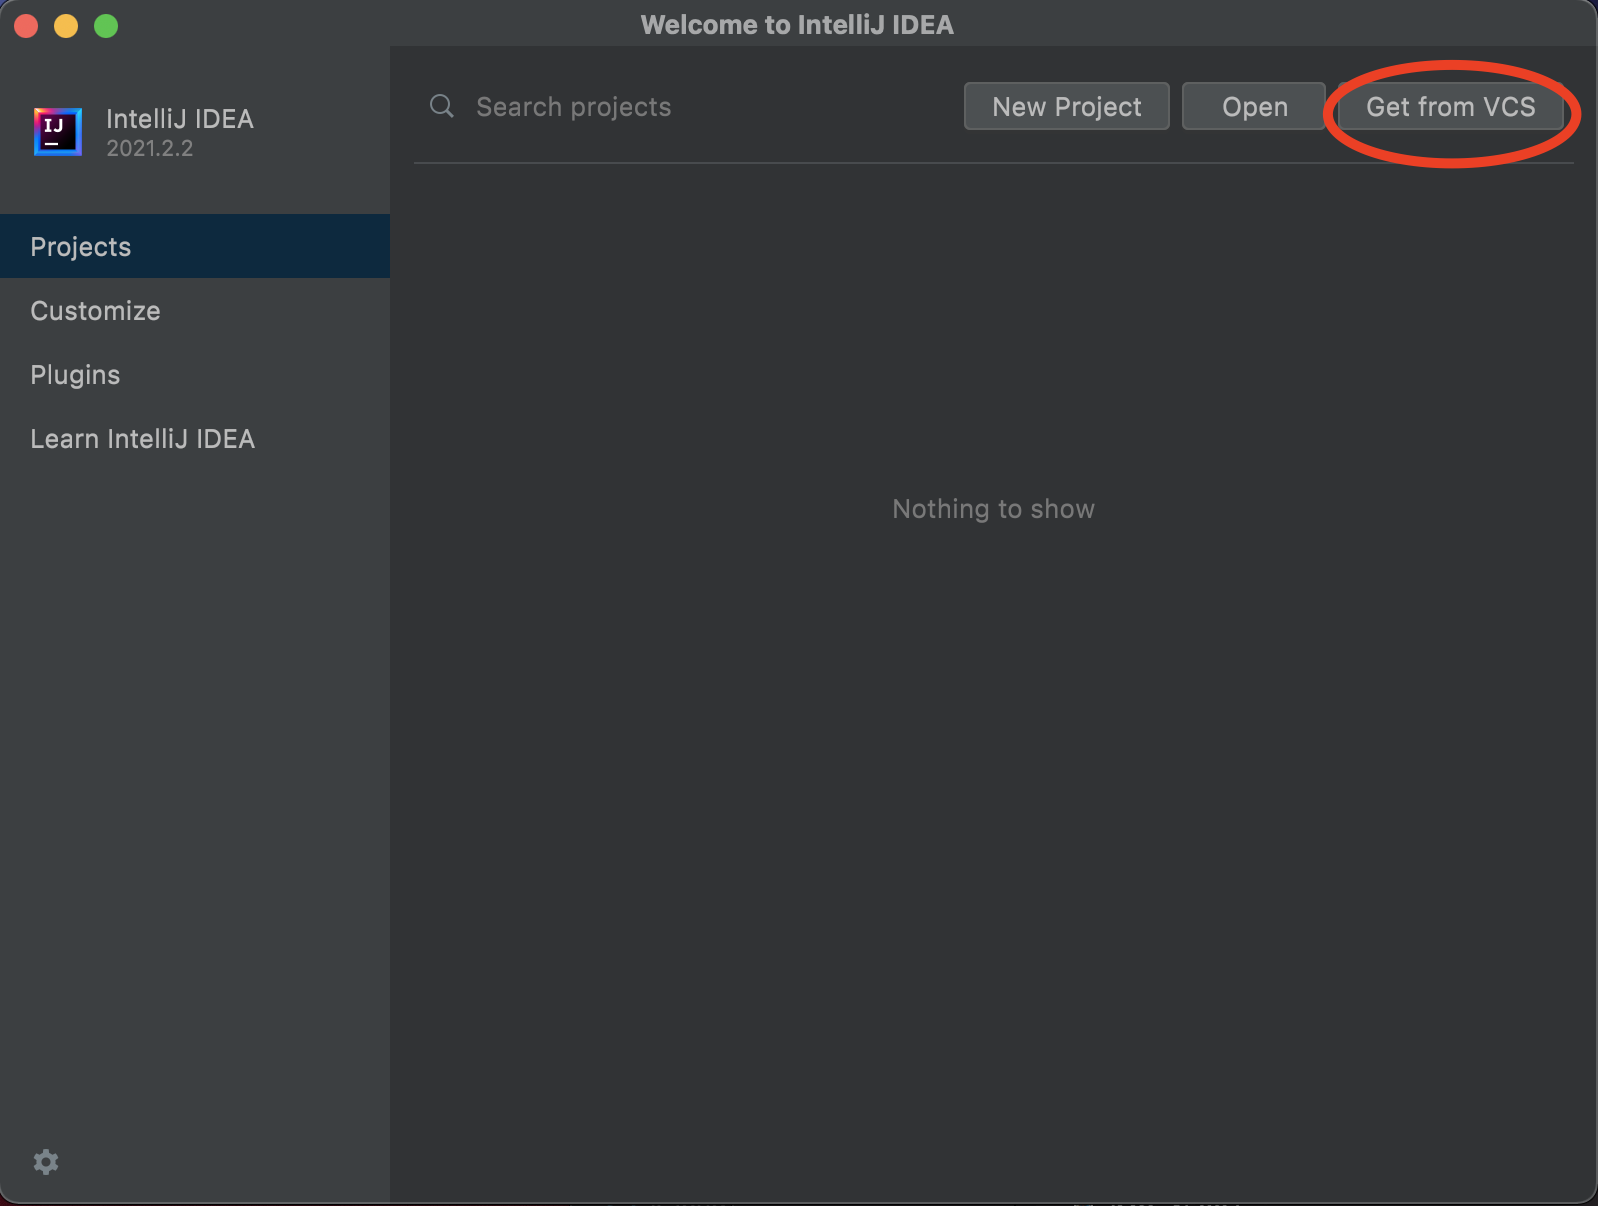 Welcome to IntelliJ IDEA
IJ
IntelliJ IDEA
2021.2.2
Search projects
New Project
Open
Get from VCS
Projects
Customize
Plugins
Learn IntelliJ IDEA
Nothing to show